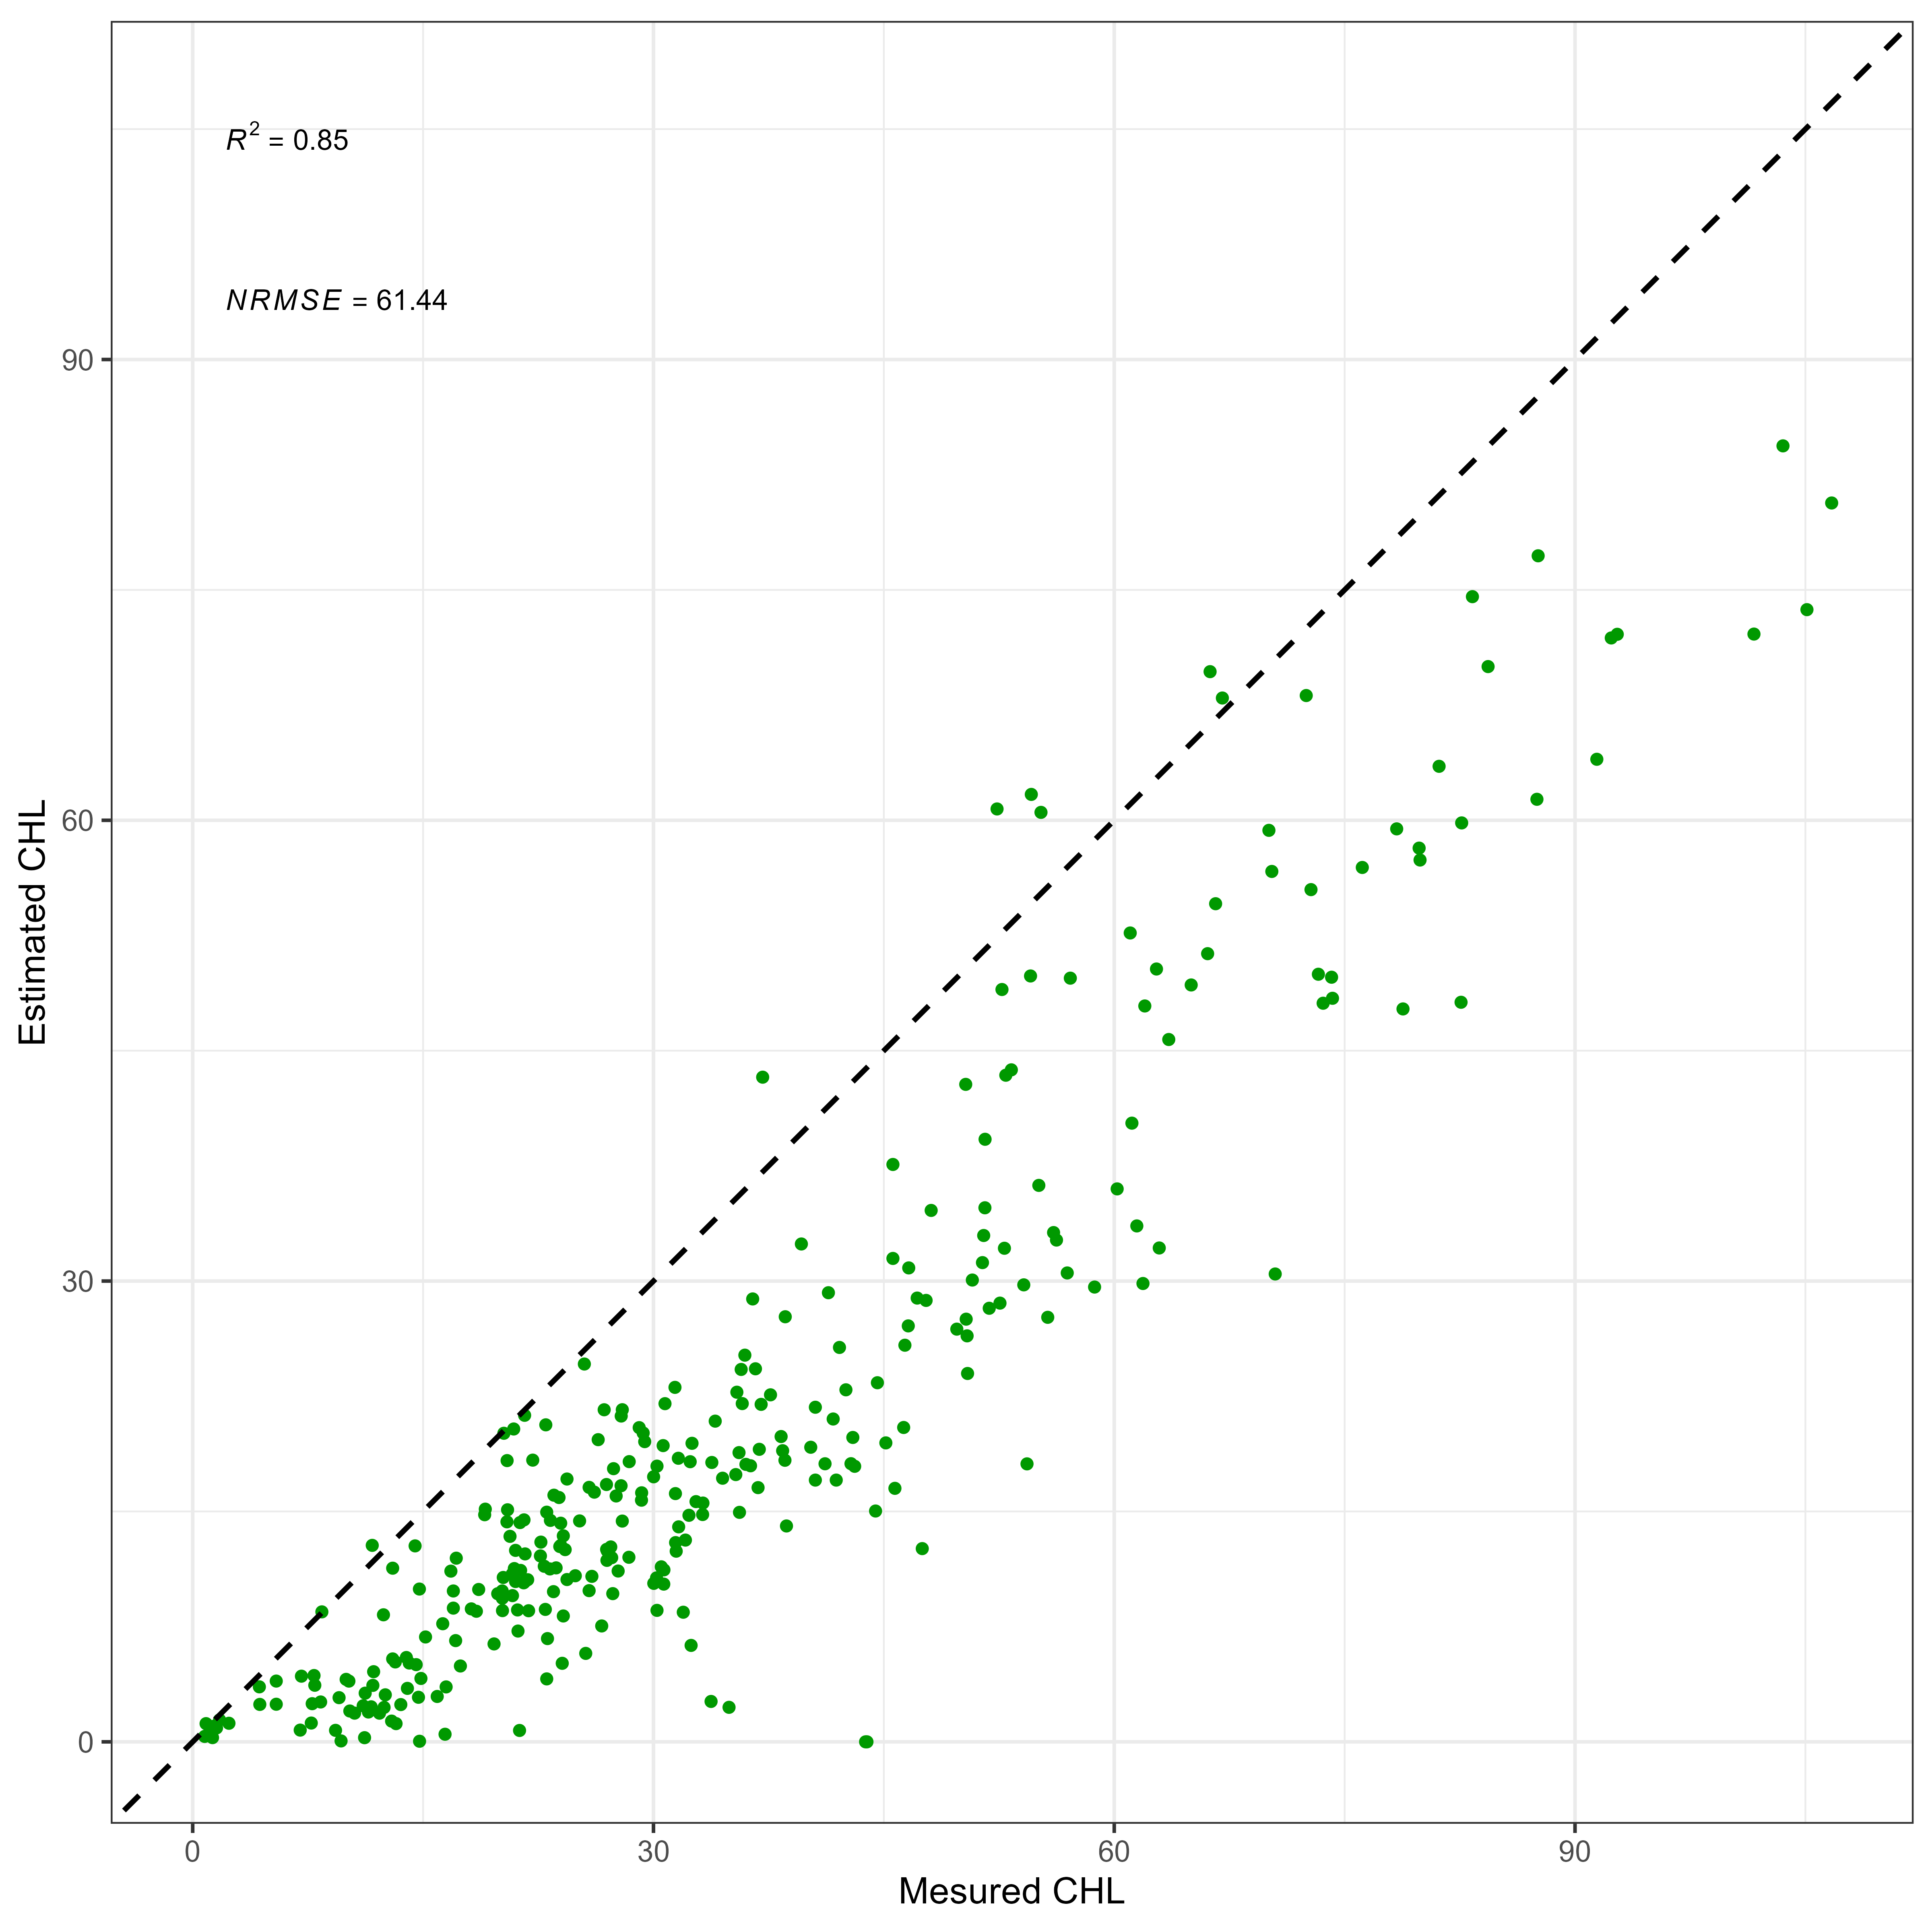 R² = 0.85
NRMSE = 61.44
90
60
30
0
Estimated CHL
0 30 60 90
Mesured CHL